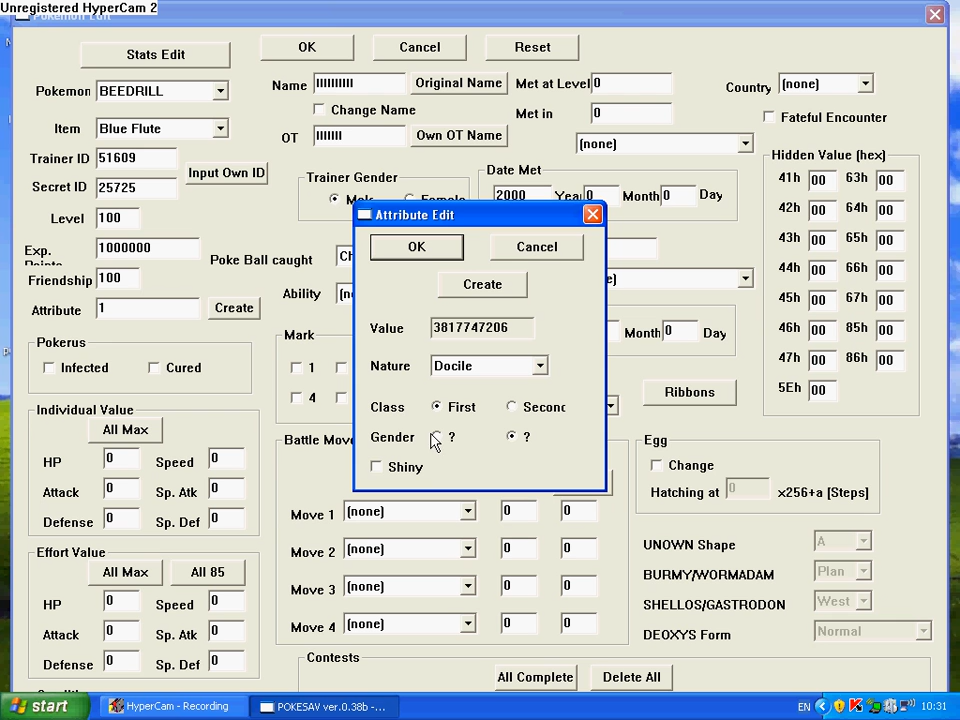 Unregistered HyperCam 2
Pokemon Edit
Stats Edit
OK
Cancel
Reset
Pokemon BEEDRILL
Name IIIIIIIIII
Original Name
Met at Level 0
Country (none)
Change Name
Met in 0
Fateful Encounter
Item Blue Flute
OT IIIIIII
Own OT Name
(none)
Hidden Value (hex)
Trainer ID 51609
Input Own ID
Secret ID 25725
Trainer Gender
Date Met
2000 Year 0 Month 0 Day
41h 00 63h 00
42h 00 64h 00
43h 00 65h 00
44h 00 66h 00
45h 00 67h 00
46h 00 85h 00
47h 00 86h 00
5Eh 00
Level 100
Exp.
Points
1000000
Poke Ball caught
Friendship 100
Ability
Attribute 1
Create
Month 0 Day
Attribute Edit
OK
Cancel
Create
Value 3817747206
Nature Docile
Class First Second
Gender ? ?
Shiny
Pokerus
Infected Cured
Mark
1
4
Ribbons
Individual Value
All Max
HP 0 Speed 0
Attack 0 Sp. Atk 0
Defense 0 Sp. Def 0
Battle Move
Move 1 (none) 0 0
Move 2 (none) 0 0
Move 3 (none) 0 0
Move 4 (none) 0 0
Egg
Change
Hatching at 0 x256+a [Steps]
Effort Value
All Max
All 85
HP 0 Speed 0
Attack 0 Sp. Atk 0
Defense 0 Sp. Def 0
UNOWN Shape A
BURMY/WORMADAM Plan
SHELLOS/GASTRODON West
DEOXYS Form Normal
Contests
All Complete
Delete All
start
HyperCam - Recording
POKESAV ver.0.38b -...
EN
10:31